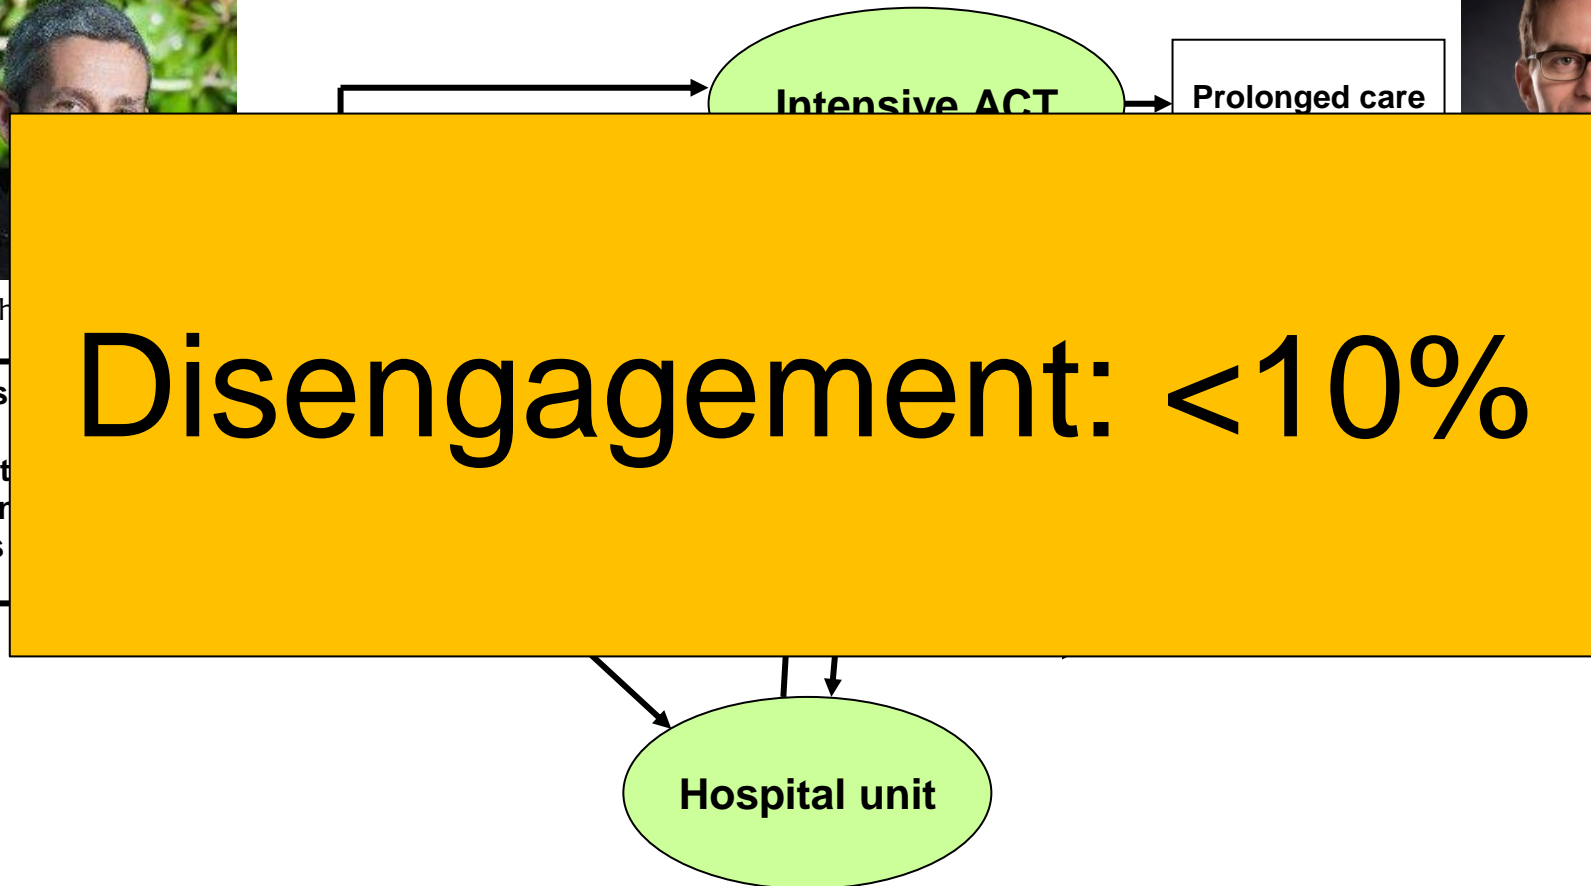 Intensive ACT
Prolonged care
Disengagement: <10%
Hospital unit